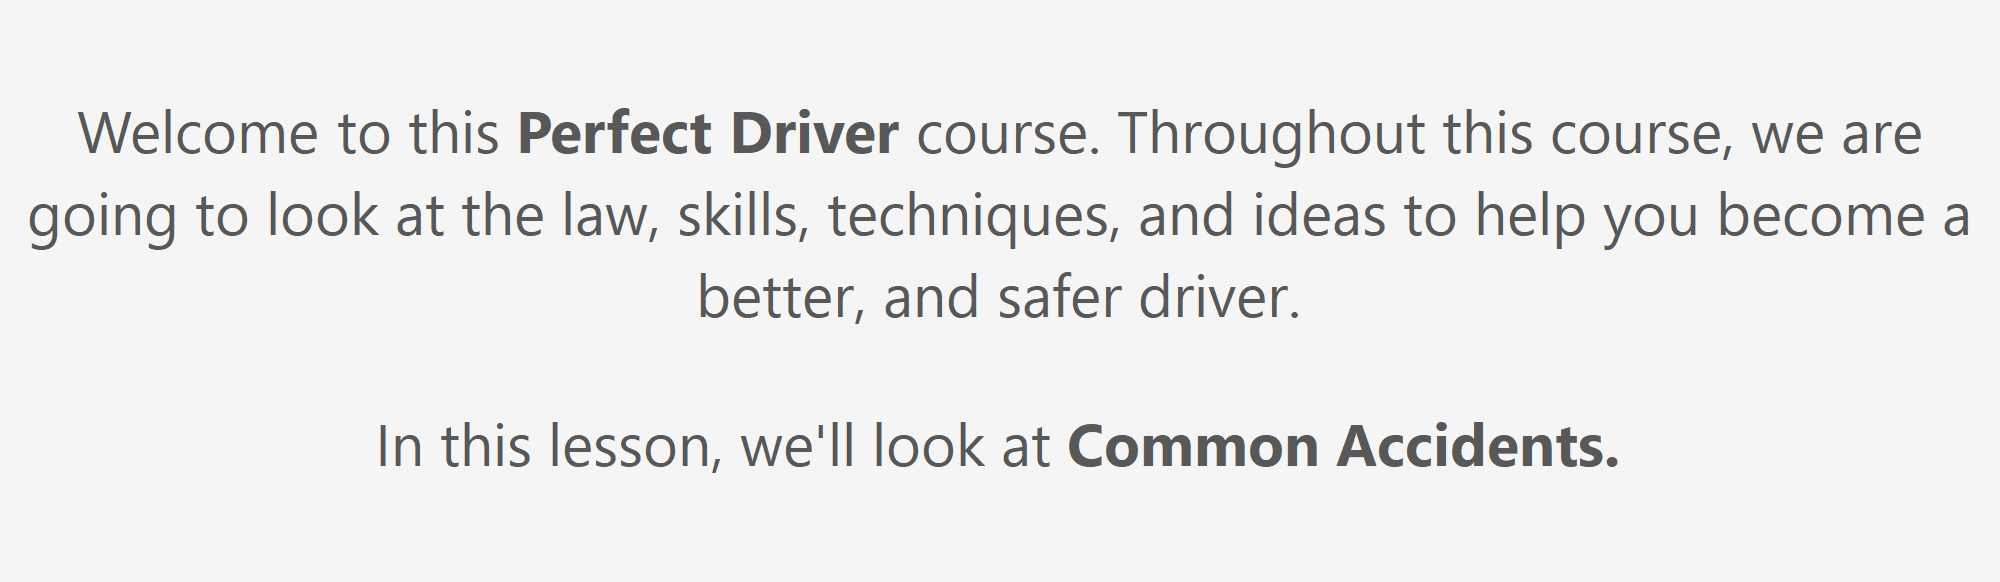 Welcome to this Perfect Driver course. Throughout this course, we are
going to look at the law, skills, techniques, and ideas to help you become a
better, and safer driver.
In this lesson, we'll look at Common Accidents.